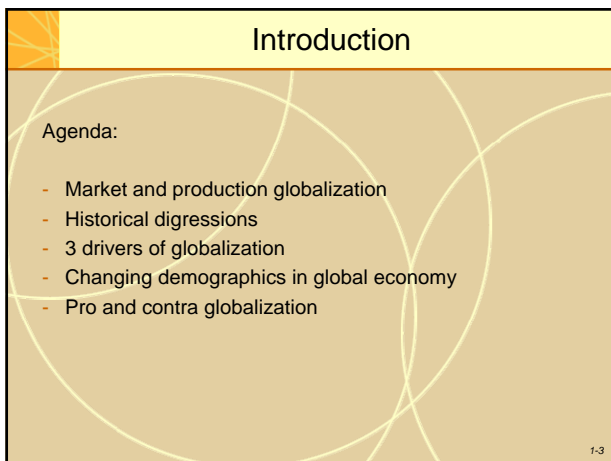 Introduction
Agenda:
- Market and production globalization
- Historical digressions
- 3 drivers of globalization
- Changing demographics in global economy
- Pro and contra globalization
1-3